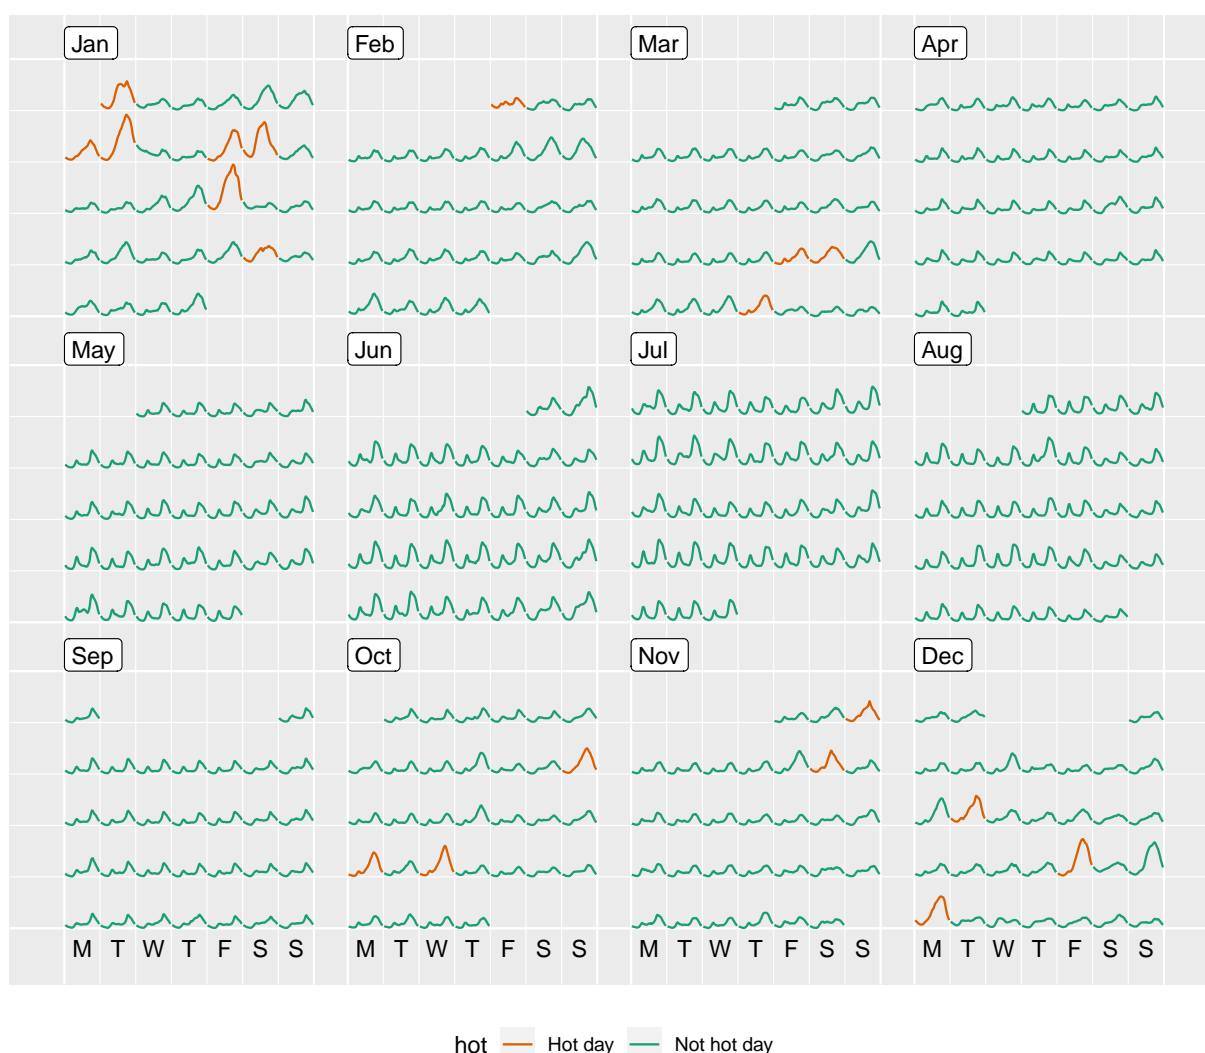 Jan Feb Mar Apr
May Jun Jul Aug
Sep Oct Nov Dec
M T W T F S S M T W T F S S M T W T F S S M T W T F S S
hot Hot day Not hot day